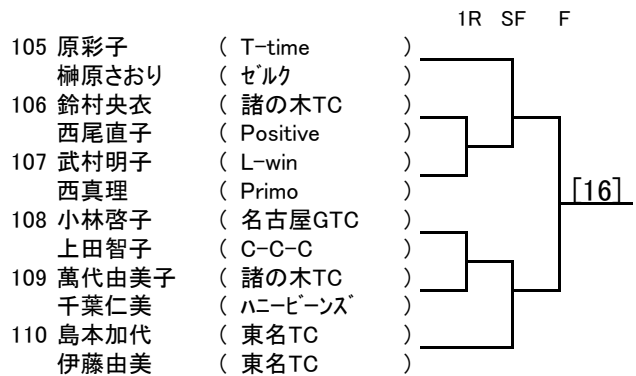 1R SF F
105 原彩子 ( T-time )
榊原さおり ( ｾﾞﾙｸ )
106 鈴村央衣 ( 諸の木TC )
西尾直子 ( Positive )
107 武村明子 ( L-win )
西真理 ( Primo )
[16]
108 小林啓子 ( 名古屋GTC )
上田智子 ( C-C-C )
109 萬代由美子 ( 諸の木TC )
千葉仁美 ( ﾊﾆｰﾋﾞｰﾝｽﾞ )
110 島本加代 ( 東名TC )
伊藤由美 ( 東名TC )